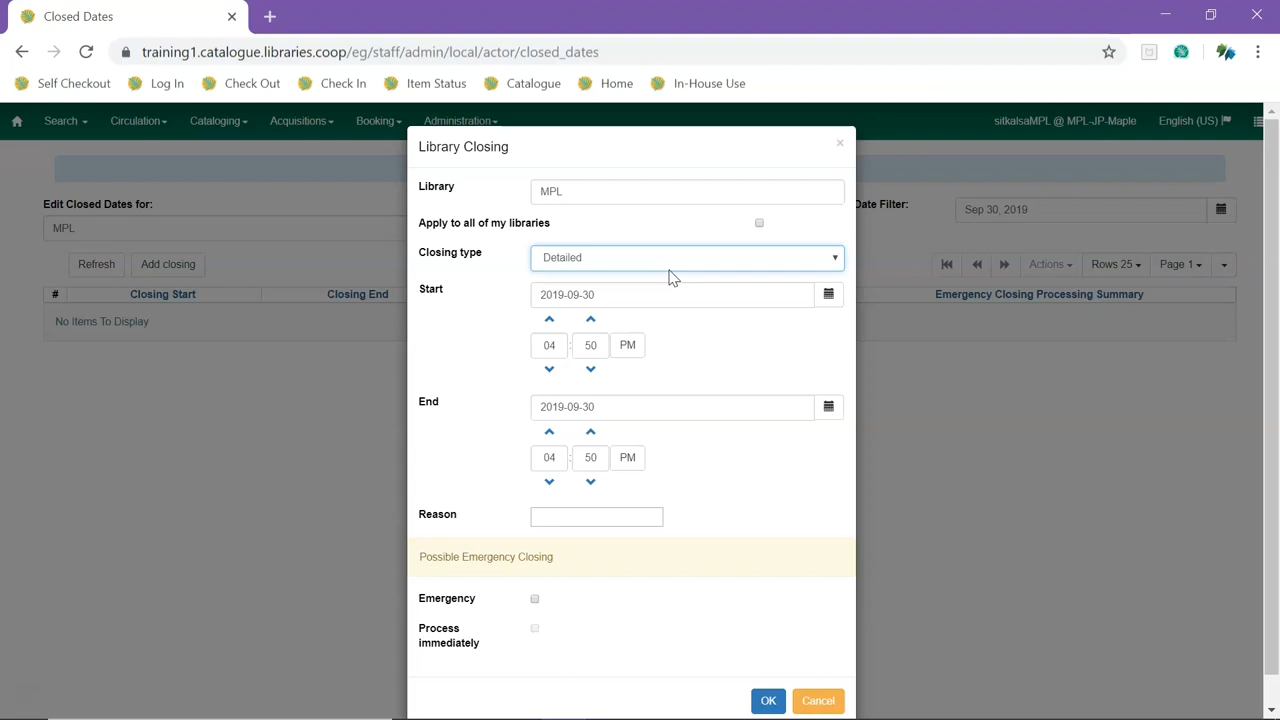 Closed Dates
training1.catalogue.libraries.coop/eg/staff/admin/local/actor/closed_dates
Self Checkout Log In Check Out Check In Item Status Catalogue Home In-House Use
Search Circulation Cataloging Acquisitions Booking Administration sitkalsaMPL @ MPL-JP-Maple English (US)
Library Closing ×
Library MPL
Edit Closed Dates for: Date Filter:
MPL Sep 30, 2019
Apply to all of my libraries
Closing type Detailed
Refresh Add closing Actions Rows 25 Page 1
Start 2019-09-30
# Closing Start Closing End Emergency Closing Processing Summary
No Items To Display
04 : 50 PM
End 2019-09-30
04 : 50 PM
Reason
Possible Emergency Closing
Emergency
Process
immediately
OK Cancel